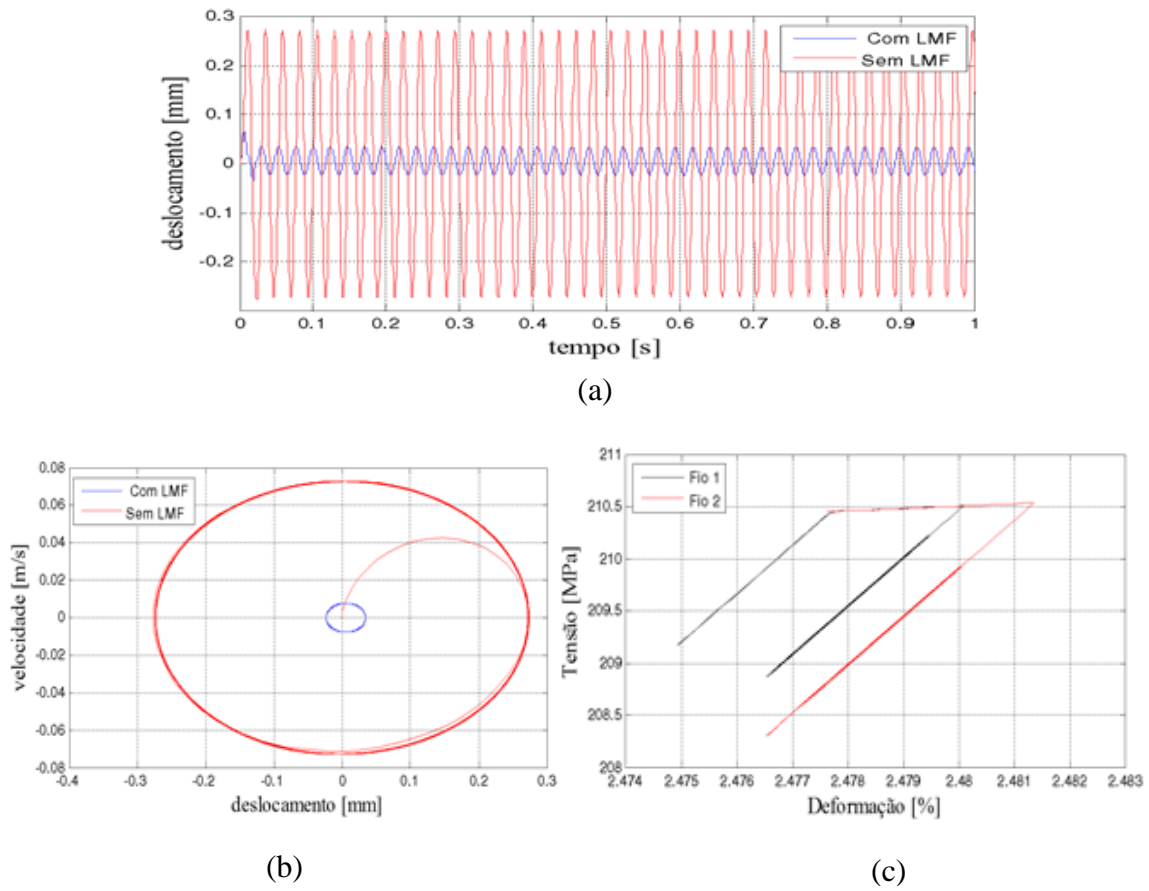 0.3
0.2
0.1
0
-0.1
-0.2
deslocamento [mm]
Com LMF
Sem LMF
0 0.1 0.2 0.3 0.4 0.5 0.6 0.7 0.8 0.9 1
tempo [s]
(a)
0.08
0.06
0.04
0.02
0
-0.02
-0.04
-0.06
-0.08
velocidade [m/s]
Com LMF
Sem LMF
-0.4 -0.3 -0.2 -0.1 0 0.1 0.2 0.3
deslocamento [mm]
(b)
211
210.5
210
209.5
209
208.5
208
Tensão [MPa]
Fio 1
Fio 2
2.474 2.475 2.476 2.477 2.478 2.479 2.48 2.481 2.482 2.483
Deformação [%]
(c)